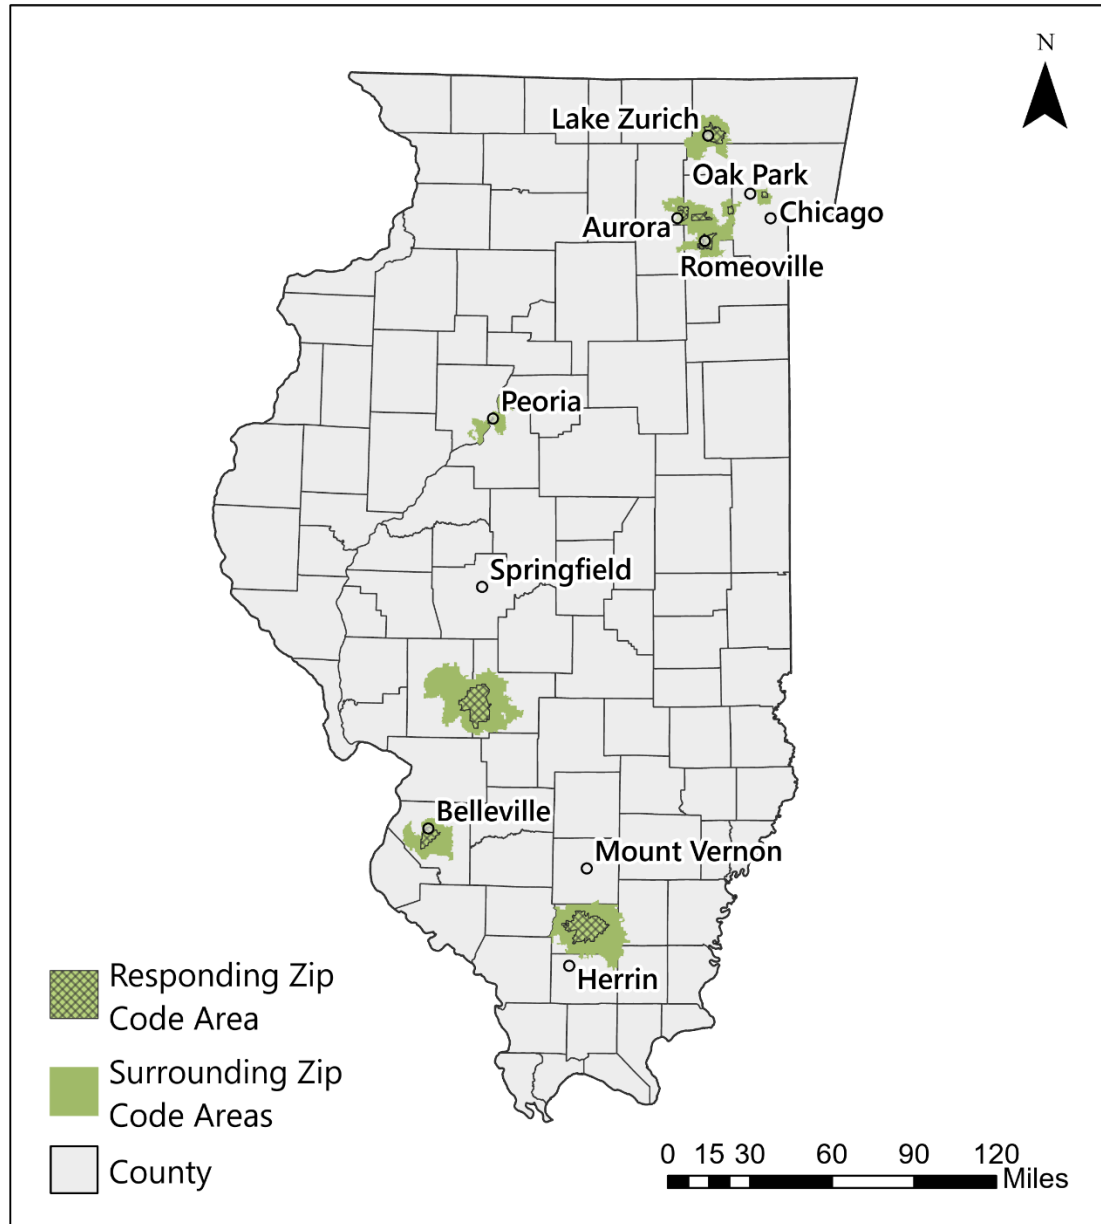 N
Lake Zurich
Oak Park
Chicago
Aurora
Romeoville
Peoria
Springfield
Belleville
Mount Vernon
Herrin
Responding Zip
Code Area
Surrounding Zip
Code Areas
County
0 15 30 60 90 120
Miles